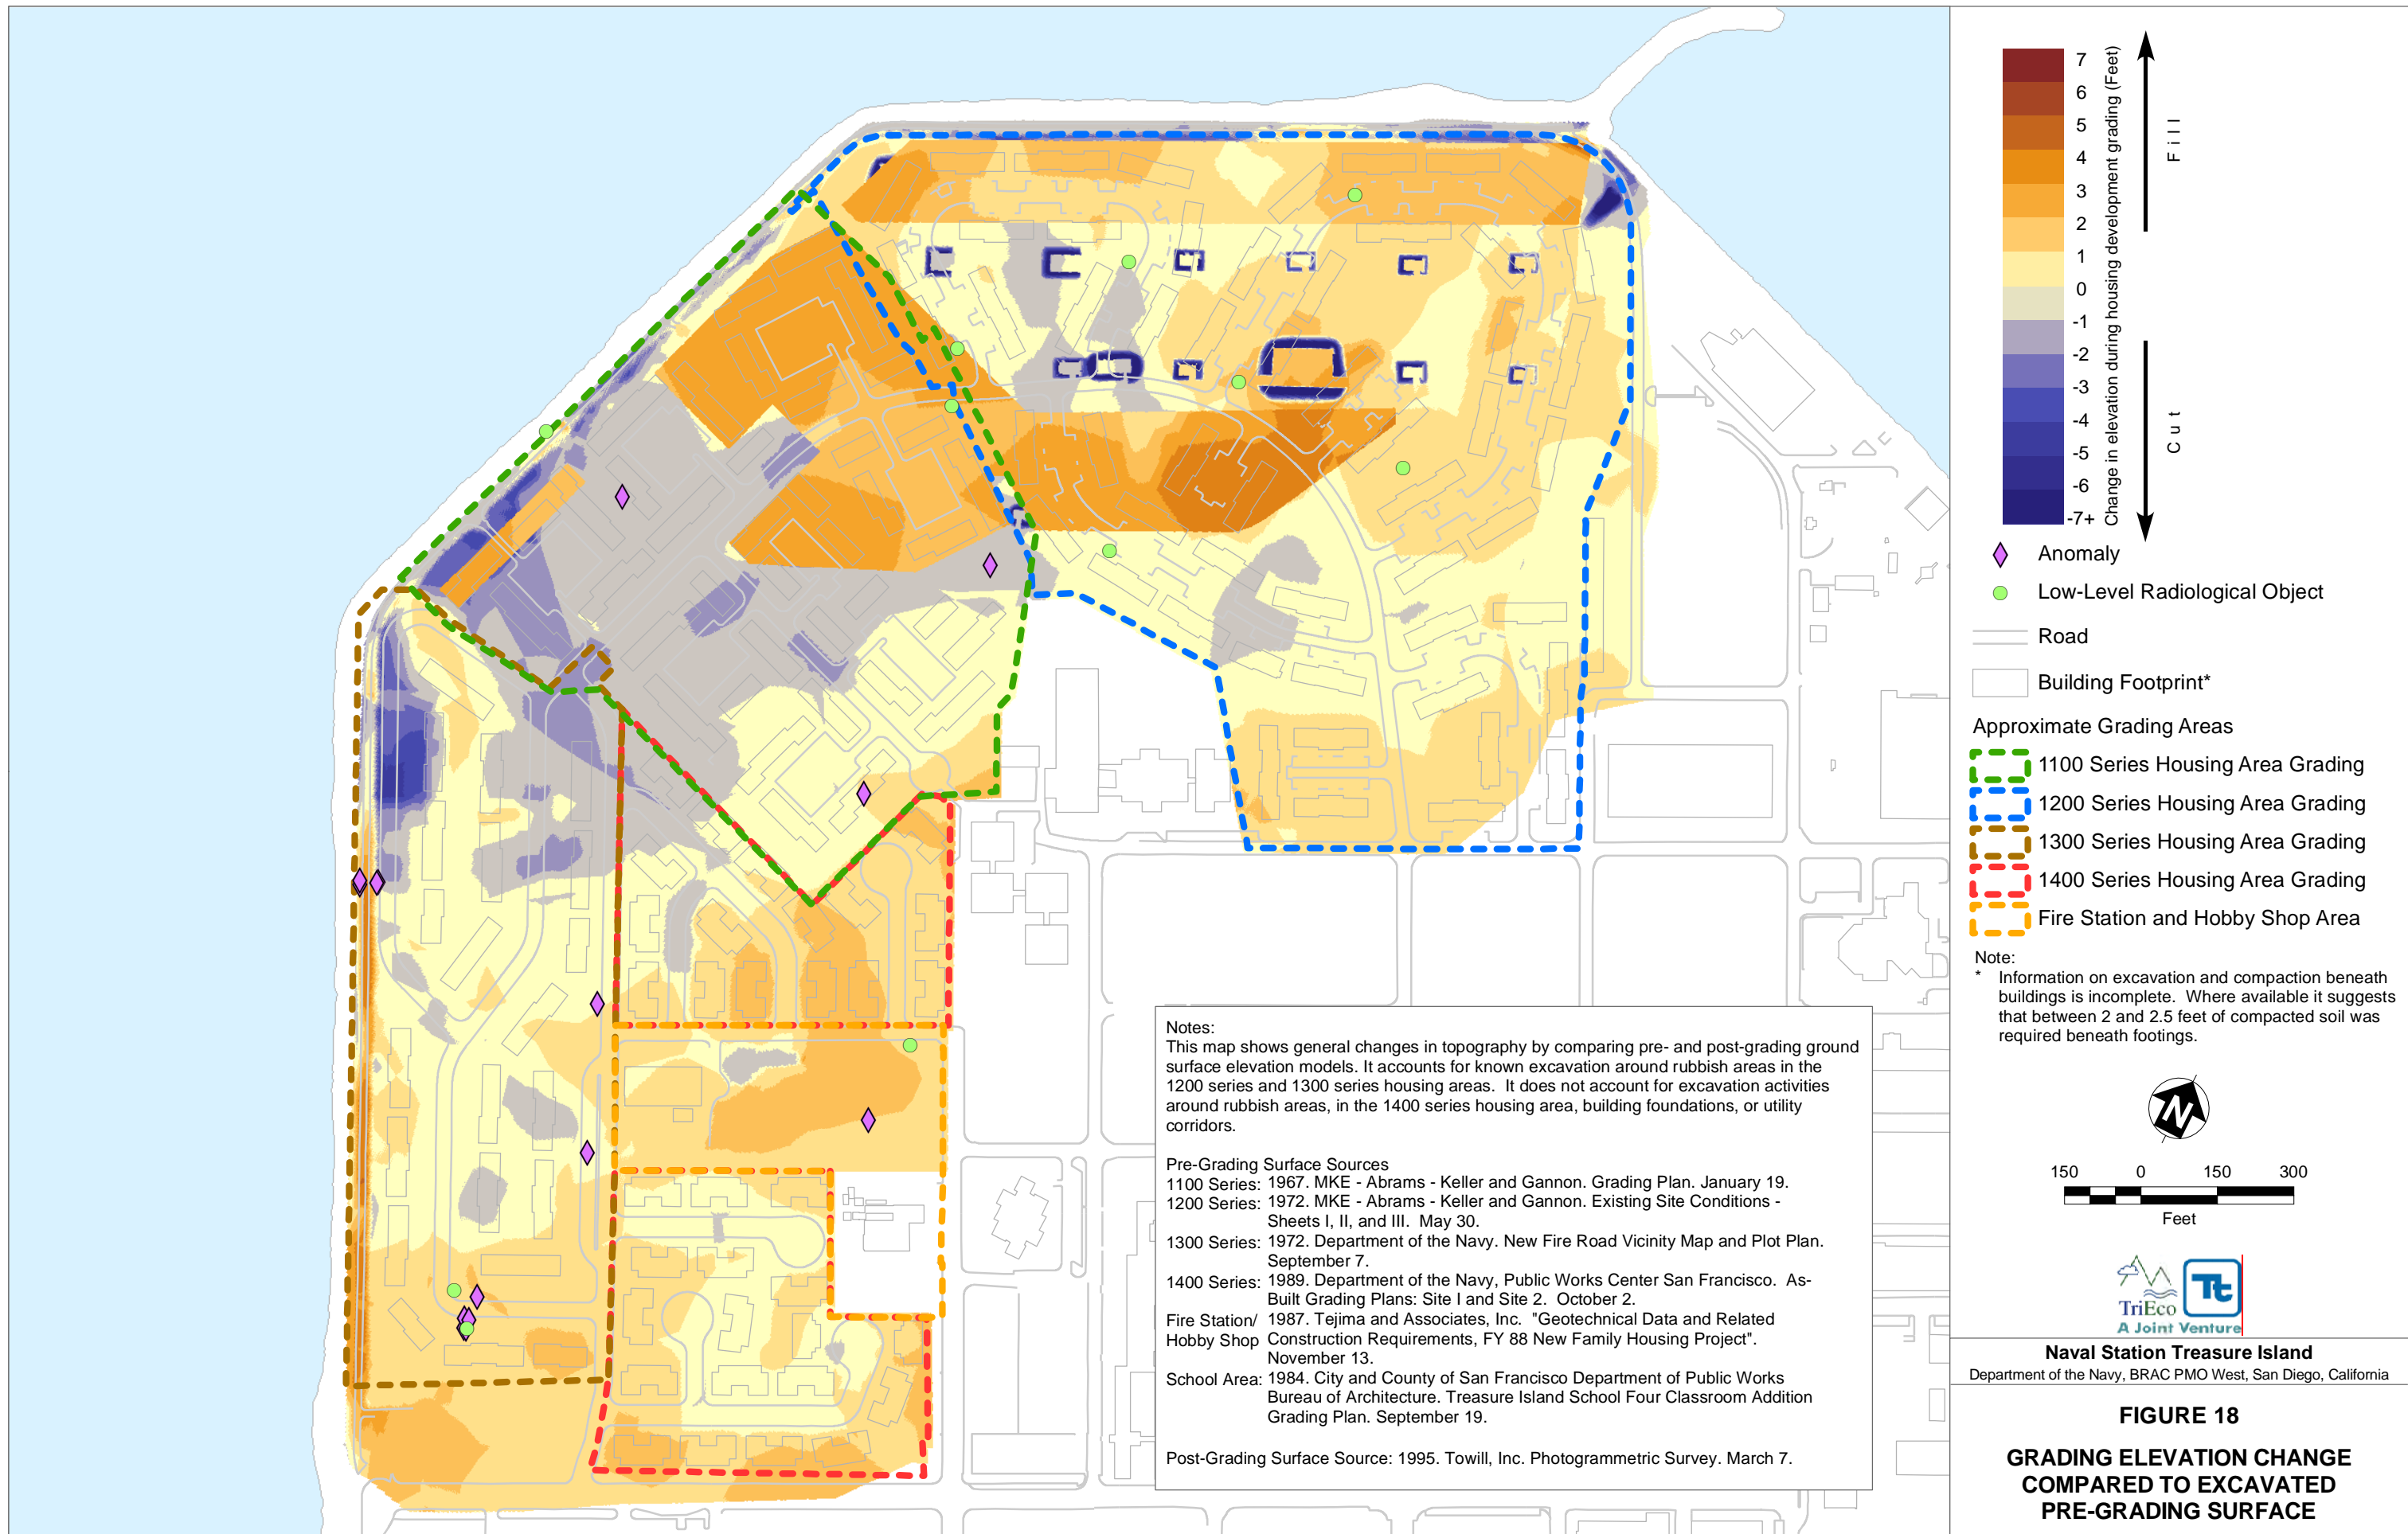 7
6
5
4
3
2
1
0
-1
-2
-3
-4
-5
-6
-7+
Change in elevation during housing development grading (Feet)
Fill
Cut
Anomaly
Low-Level Radiological Object
Road
Building Footprint*
Approximate Grading Areas
1100 Series Housing Area Grading
1200 Series Housing Area Grading
1300 Series Housing Area Grading
1400 Series Housing Area Grading
Fire Station and Hobby Shop Area
Note:
* Information on excavation and compaction beneath
buildings is incomplete. Where available it suggests
that between 2 and 2.5 feet of compacted soil was
required beneath footings.
N
150 0 150 300
Feet
TriEco
Tt
A Joint Venture
Naval Station Treasure Island
Department of the Navy, BRAC PMO West, San Diego, California
FIGURE 18
GRADING ELEVATION CHANGE
COMPARED TO EXCAVATED
PRE-GRADING SURFACE
Notes:
This map shows general changes in topography by comparing pre- and post-grading ground
surface elevation models. It accounts for known excavation around rubbish areas in the
1200 series and 1300 series housing areas. It does not account for excavation activities
around rubbish areas, in the 1400 series housing area, building foundations, or utility
corridors.
Pre-Grading Surface Sources
1100 Series: 1967. MKE - Abrams - Keller and Gannon. Grading Plan. January 19.
1200 Series: 1972. MKE - Abrams - Keller and Gannon. Existing Site Conditions -
Sheets I, II, and III. May 30.
1300 Series: 1972. Department of the Navy. New Fire Road Vicinity Map and Plot Plan.
September 7.
1400 Series: 1989. Department of the Navy, Public Works Center San Francisco. As-
Built Grading Plans: Site I and Site 2. October 2.
Fire Station/ 1987. Tejima and Associates, Inc. "Geotechnical Data and Related
Hobby Shop Construction Requirements, FY 88 New Family Housing Project".
November 13.
School Area: 1984. City and County of San Francisco Department of Public Works
Bureau of Architecture. Treasure Island School Four Classroom Addition
Grading Plan. September 19.
Post-Grading Surface Source: 1995. Towill, Inc. Photogrammetric Survey. March 7.